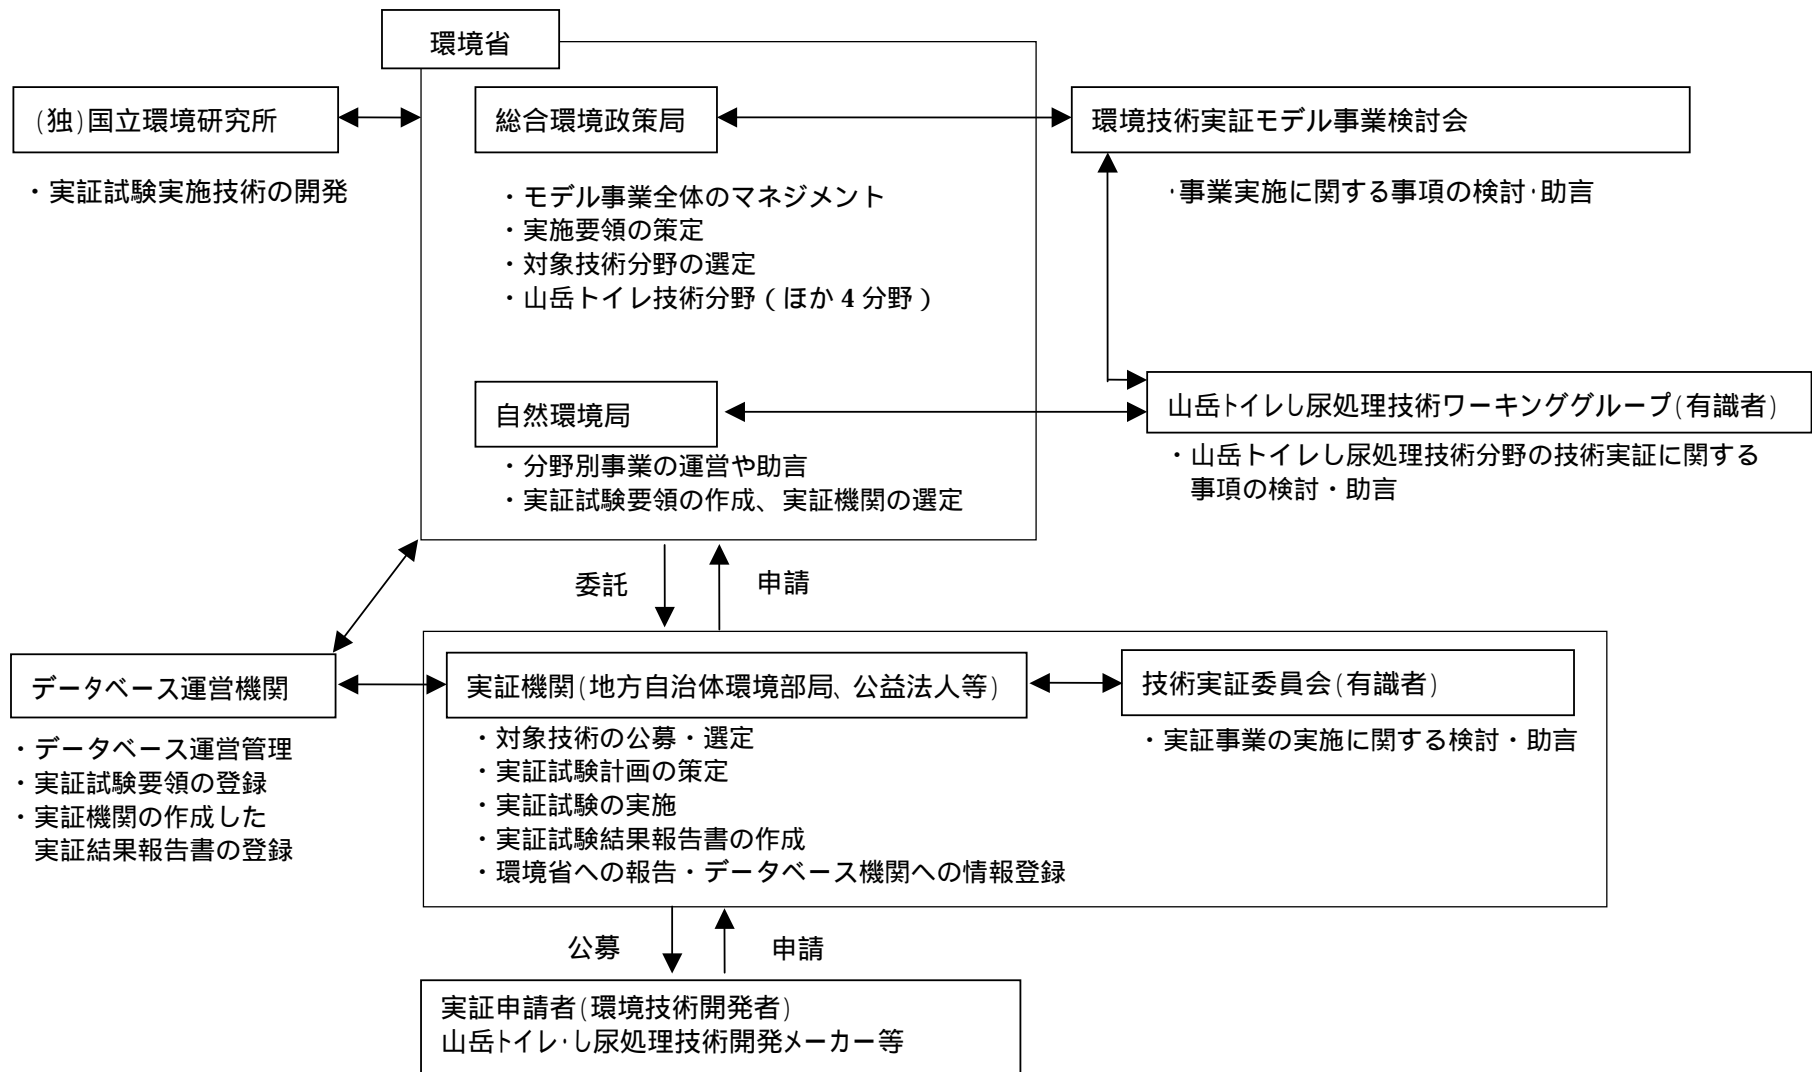 環境省
(独)国立環境研究所
・実証試験実施技術の開発
総合環境政策局
・モデル事業全体のマネジメント
・実施要領の策定
・対象技術分野の選定
・山岳トイレ技術分野(ほか4分野)
環境技術実証モデル事業検討会
·事業実施に関する事項の検討·助言
自然環境局
・分野別事業の運営や助言
・実証試験要領の作成、実証機関の選定
山岳トイレし尿処理技術ワーキンググループ(有識者)
・山岳トイレし尿処理技術分野の技術実証に関する
事項の検討・助言
委託
申請
データベース運営機関
・データベース運営管理
・実証試験要領の登録
・実証機関の作成した
実証結果報告書の登録
実証機関(地方自治体環境部局、公益法人等)
・対象技術の公募・選定
・実証試験計画の策定
・実証試験の実施
・実証試験結果報告書の作成
・環境省への報告・データベース機関への情報登録
技術実証委員会(有識者)
・実証事業の実施に関する検討・助言
公募
申請
実証申請者(環境技術開発者)
山岳トイレ·し尿処理技術開発メーカー等